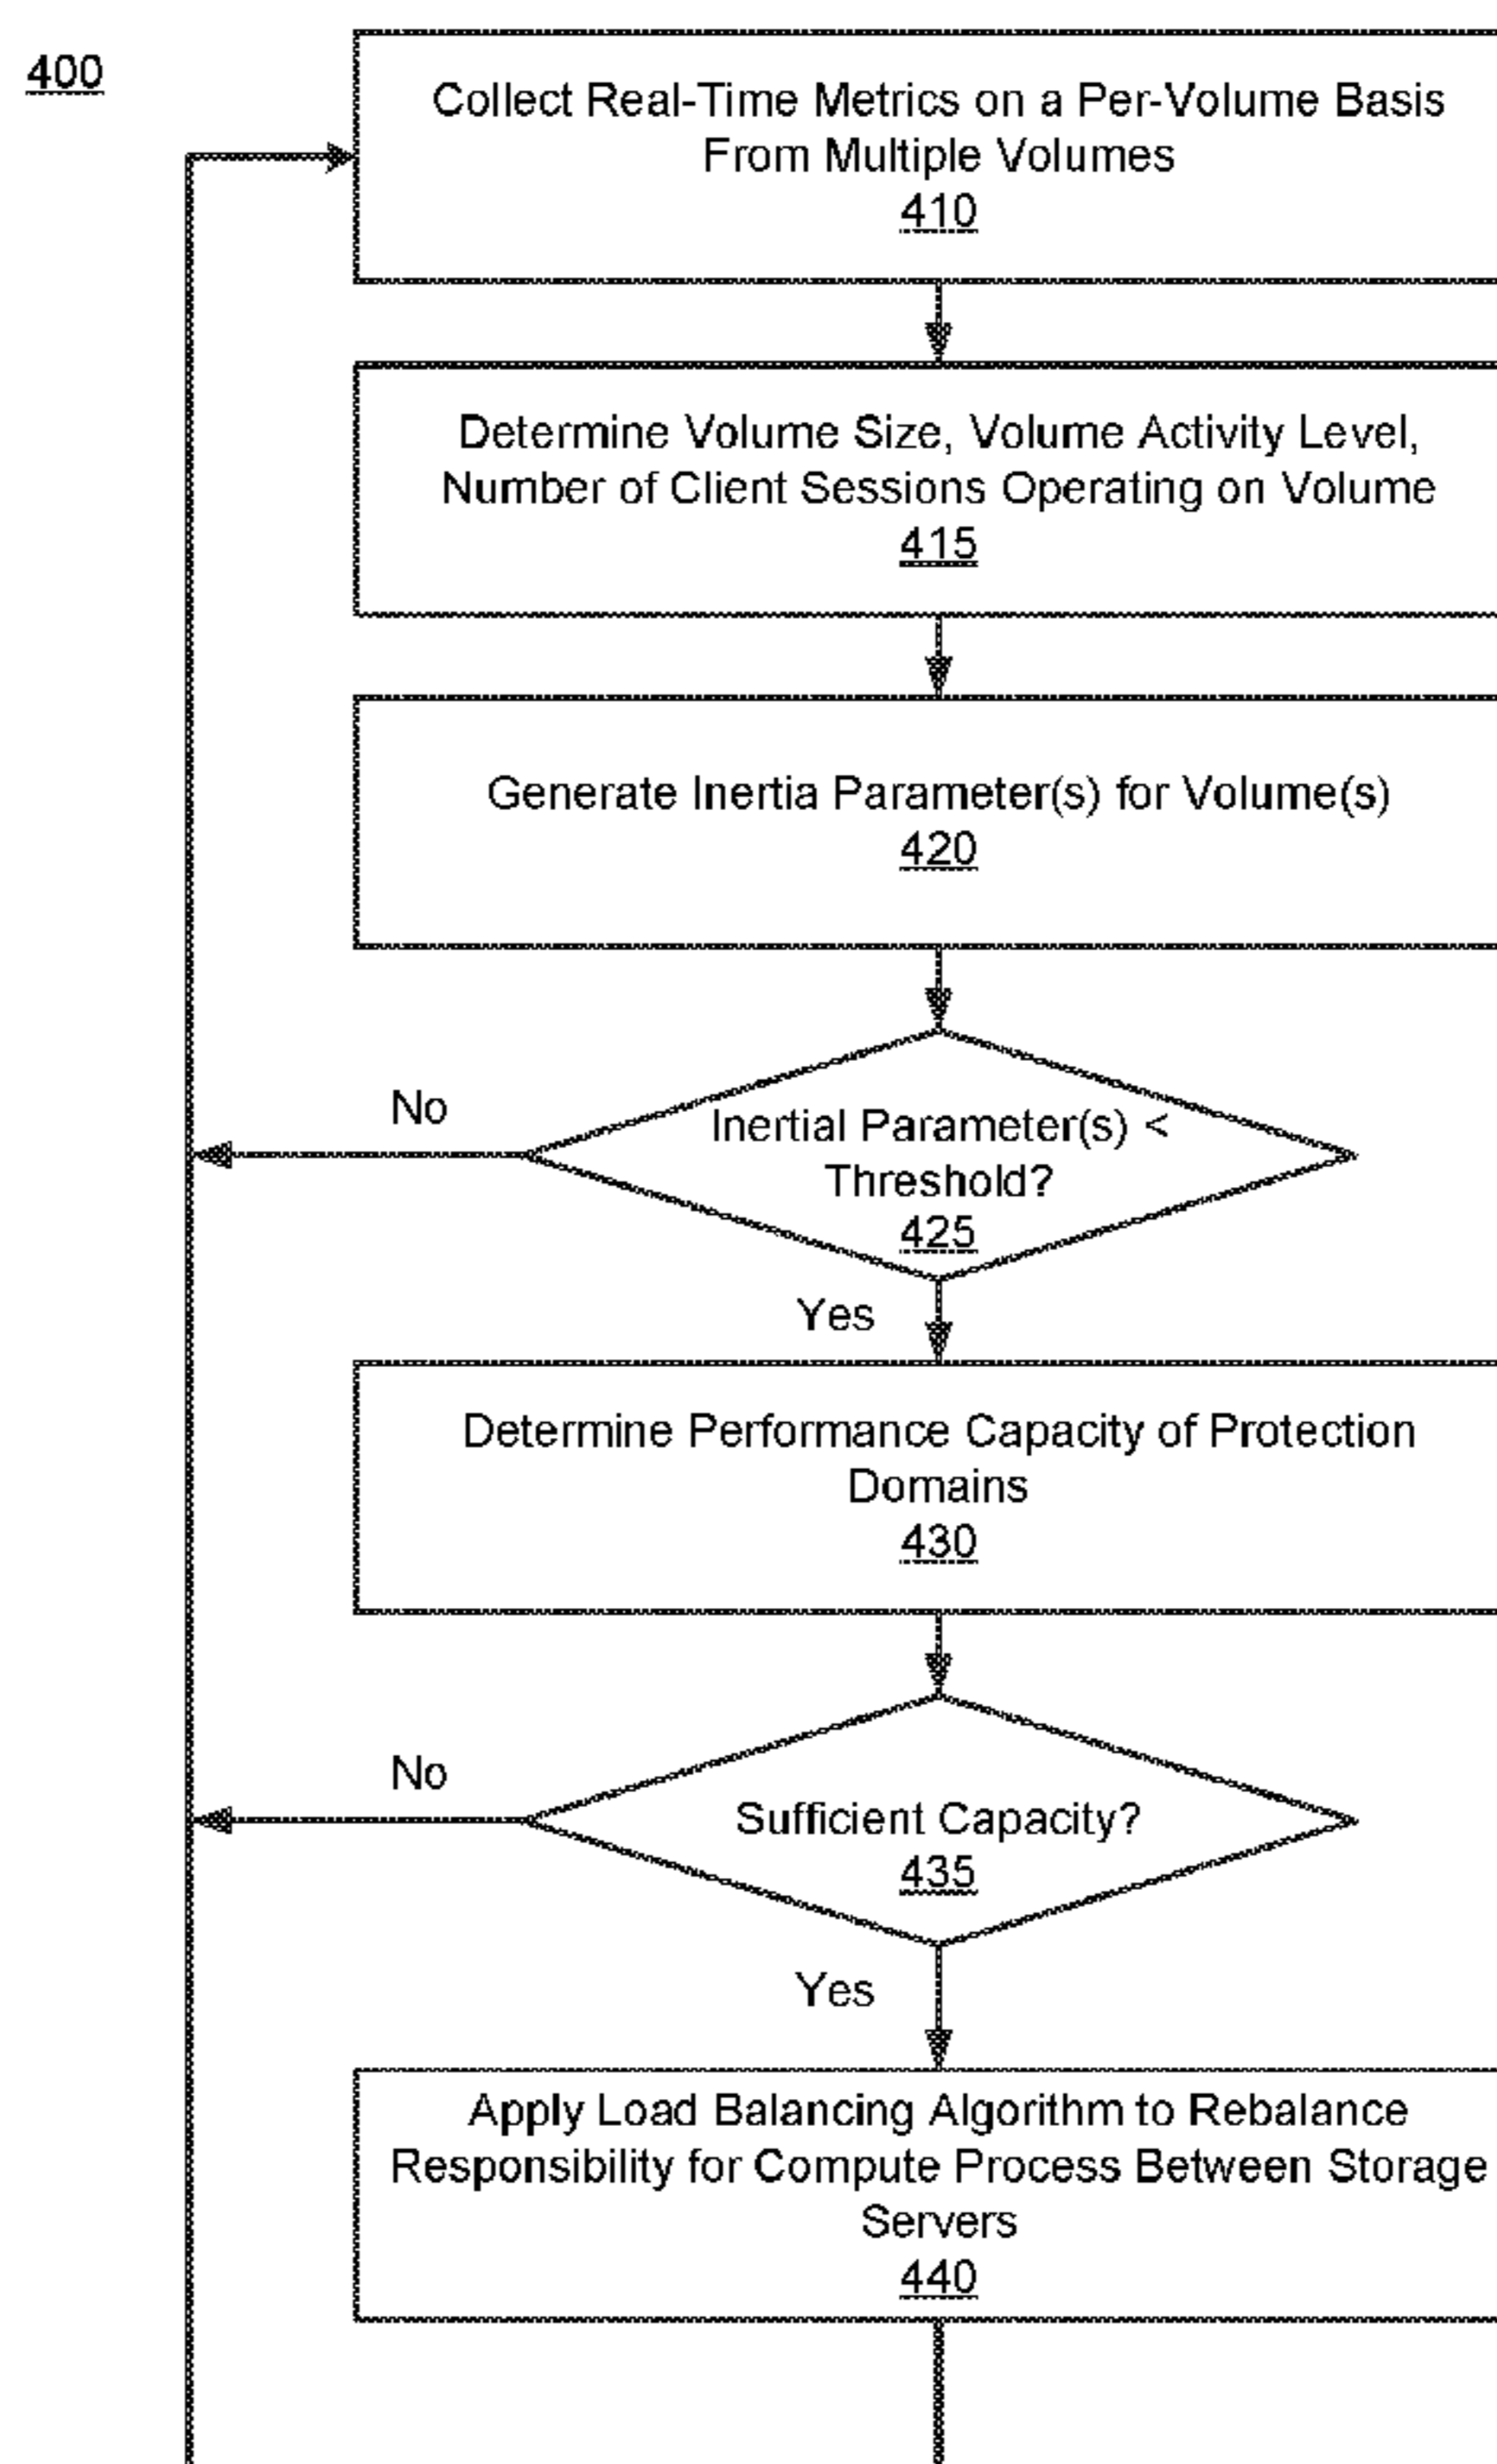 400
Collect Real-Time Metrics on a Per-Volume Basis
From Multiple Volumes
410
Determine Volume Size, Volume Activity Level,
Number of Client Sessions Operating on Volume
415
Generate Inertia Parameter(s) for Volume(s)
420
No
Inertial Parameter(s) <
Threshold?
425
Yes
Determine Performance Capacity of Protection
Domains
430
No
Sufficient Capacity?
435
Yes
Apply Load Balancing Algorithm to Rebalance
Responsibility for Compute Process Between Storage
Servers
440